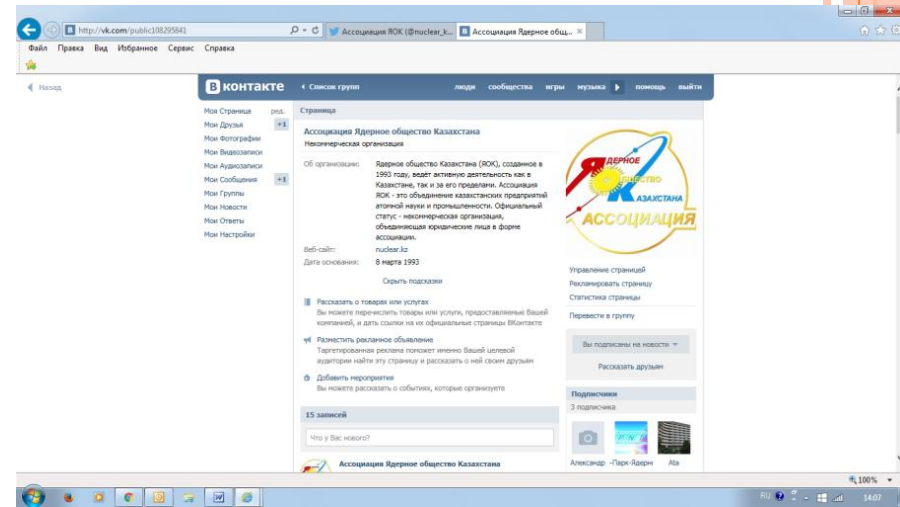 http://vk.com/public108295841
Ассоциация ЯОК (@nuclear_k...
Ассоциация Ядерное общ...
Файл Правка Вид Избранное Сервис Справка
Назад
В контакте
Список групп
люди сообщества игры музыка помощь выйти
Моя Страница ред.
Мои Друзья +1
Мои Фотографии
Мои Видеозаписи
Мои Аудиозаписи
Мои Сообщения +1
Мои Группы
Мои Новости
Мои Ответы
Мои Настройки
Страница
Ассоциация Ядерное общество Казахстана
Некоммерческая организация
Об организации: Ядерное общество Казахстана (ЯОК), созданное в
1993 году, ведёт активную деятельность как в
Казахстане, так и за его пределами. Ассоциация
ЯОК - это объединение казахстанских предприятий
атомной науки и промышленности. Официальный
статус - некоммерческая организация,
объединяющая юридические лица в форме
ассоциации.
Веб-сайт: nuclear.kz
Дата основания: 8 марта 1993
Скрыть подсказки
Рассказать о товарах или услугах
Вы можете перечислить товары или услуги, предоставляемые Вашей
компанией, и дать ссылки на их официальные страницы ВКонтакте
Разместить рекламное объявление
Таргетированная реклама поможет именно Вашей целевой
аудитории найти эту страницу и рассказать о ней своим друзьям
Добавить мероприятия
Вы можете рассказать о событиях, которые организуете
15 записей
Что у Вас нового?
Ассоциация Ядерное общество Казахстана
ЯДЕРНОЕ
ОБЩЕСТВО
КАЗАХСТАНА
АССОЦИАЦИЯ
Управление страницей
Рекламировать страницу
Статистика страницы
Перевести в группу
Вы подписаны на новости
Рассказать друзьям
Подписчики
3 подписчика
Александр -Парк-Ядерн Ata
100%
RU 14:07